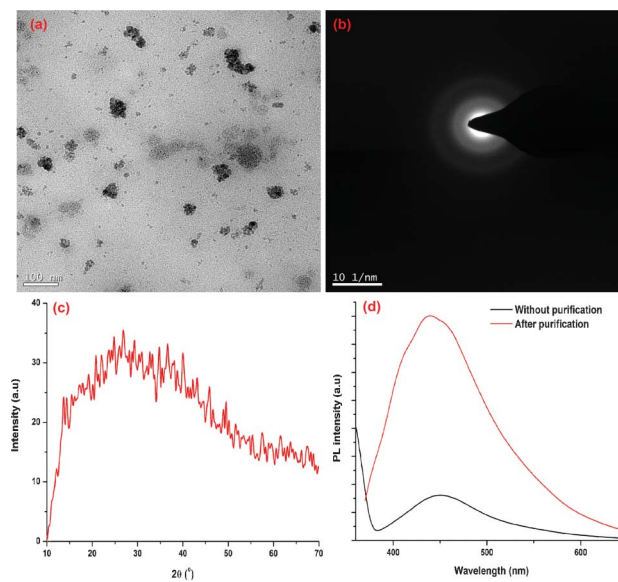 (a)
100 nm
(b)
10 1/nm
(c)
Intensity (a.u)
40
30
20
10
0
10 20 30 40 50 60 70
2θ (°)
(d)
Without purification
After purification
PL intensity (a.u)
400 500 600
Wavelength (nm)